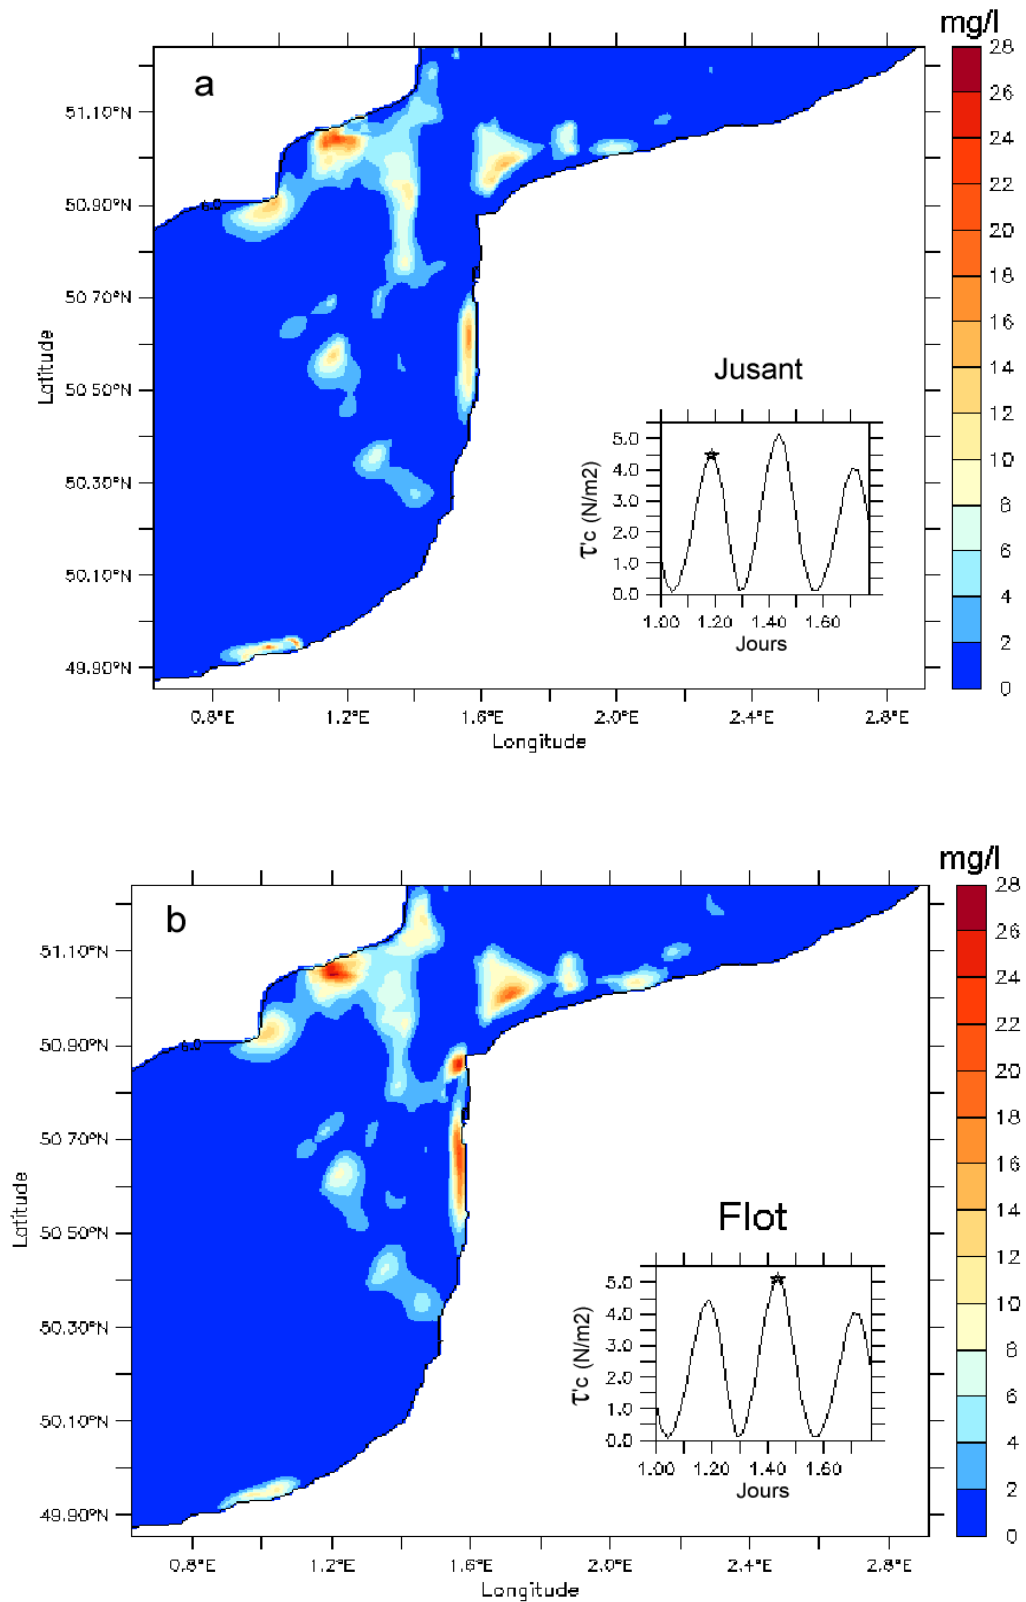 mg/l
a
28
26
24
22
20
18
16
14
12
10
8
6
4
2
0
51.10°N
50.90°N
50.70°N
50.50°N
50.30°N
50.10°N
49.90°N
Latitude
0.8°E 1.2°E 1.6°E 2.0°E 2.4°E 2.8°E
Longitude
Jusant
5.0
4.0
3.0
2.0
1.0
0.0
τ'c (N/m2)
1.00 1.20 1.40 1.60
Jours
mg/l
b
28
26
24
22
20
18
16
14
12
10
8
6
4
2
0
51.10°N
50.90°N
50.70°N
50.50°N
50.30°N
50.10°N
49.90°N
Latitude
0.8°E 1.2°E 1.6°E 2.0°E 2.4°E 2.8°E
Longitude
Flot
5.0
4.0
3.0
2.0
1.0
0.0
τ'c (N/m2)
1.00 1.20 1.40 1.60
Jours